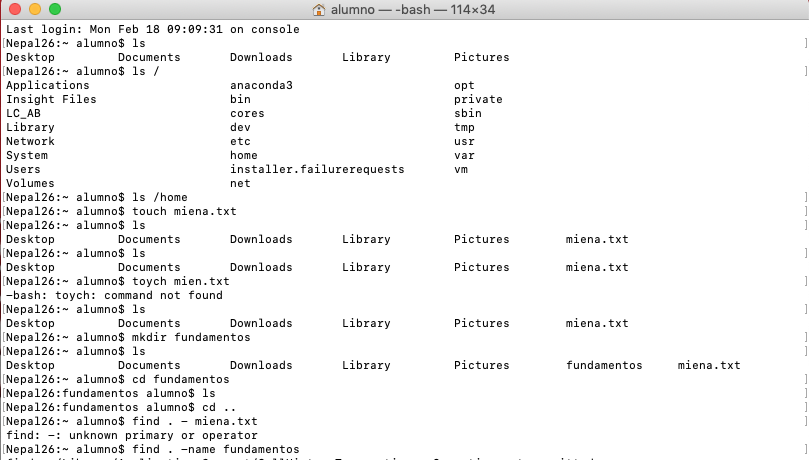 alumno — -bash — 114×34
Last login: Mon Feb 18 09:09:31 on console
[Nepal26:~ alumno$ ls ]
Desktop Documents Downloads Library Pictures
[Nepal26:~ alumno$ ls / ]
Applications anaconda3 opt
Insight Files bin private
LC_AB cores sbin
Library dev tmp
Network etc usr
System home var
Users installer.failurerequests vm
Volumes net
[Nepal26:~ alumno$ ls /home ]
[Nepal26:~ alumno$ touch miena.txt ]
[Nepal26:~ alumno$ ls ]
Desktop Documents Downloads Library Pictures miena.txt
[Nepal26:~ alumno$ ls ]
Desktop Documents Downloads Library Pictures miena.txt
[Nepal26:~ alumno$ toych mien.txt ]
-bash: toych: command not found
[Nepal26:~ alumno$ ls ]
Desktop Documents Downloads Library Pictures miena.txt
[Nepal26:~ alumno$ mkdir fundamentos ]
[Nepal26:~ alumno$ ls ]
Desktop Documents Downloads Library Pictures fundamentos miena.txt
[Nepal26:~ alumno$ cd fundamentos ]
[Nepal26:fundamentos alumno$ ls ]
[Nepal26:fundamentos alumno$ cd .. ]
[Nepal26:~ alumno$ find . - miena.txt ]
find: -: unknown primary or operator
[Nepal26:~ alumno$ find . -name fundamentos ]